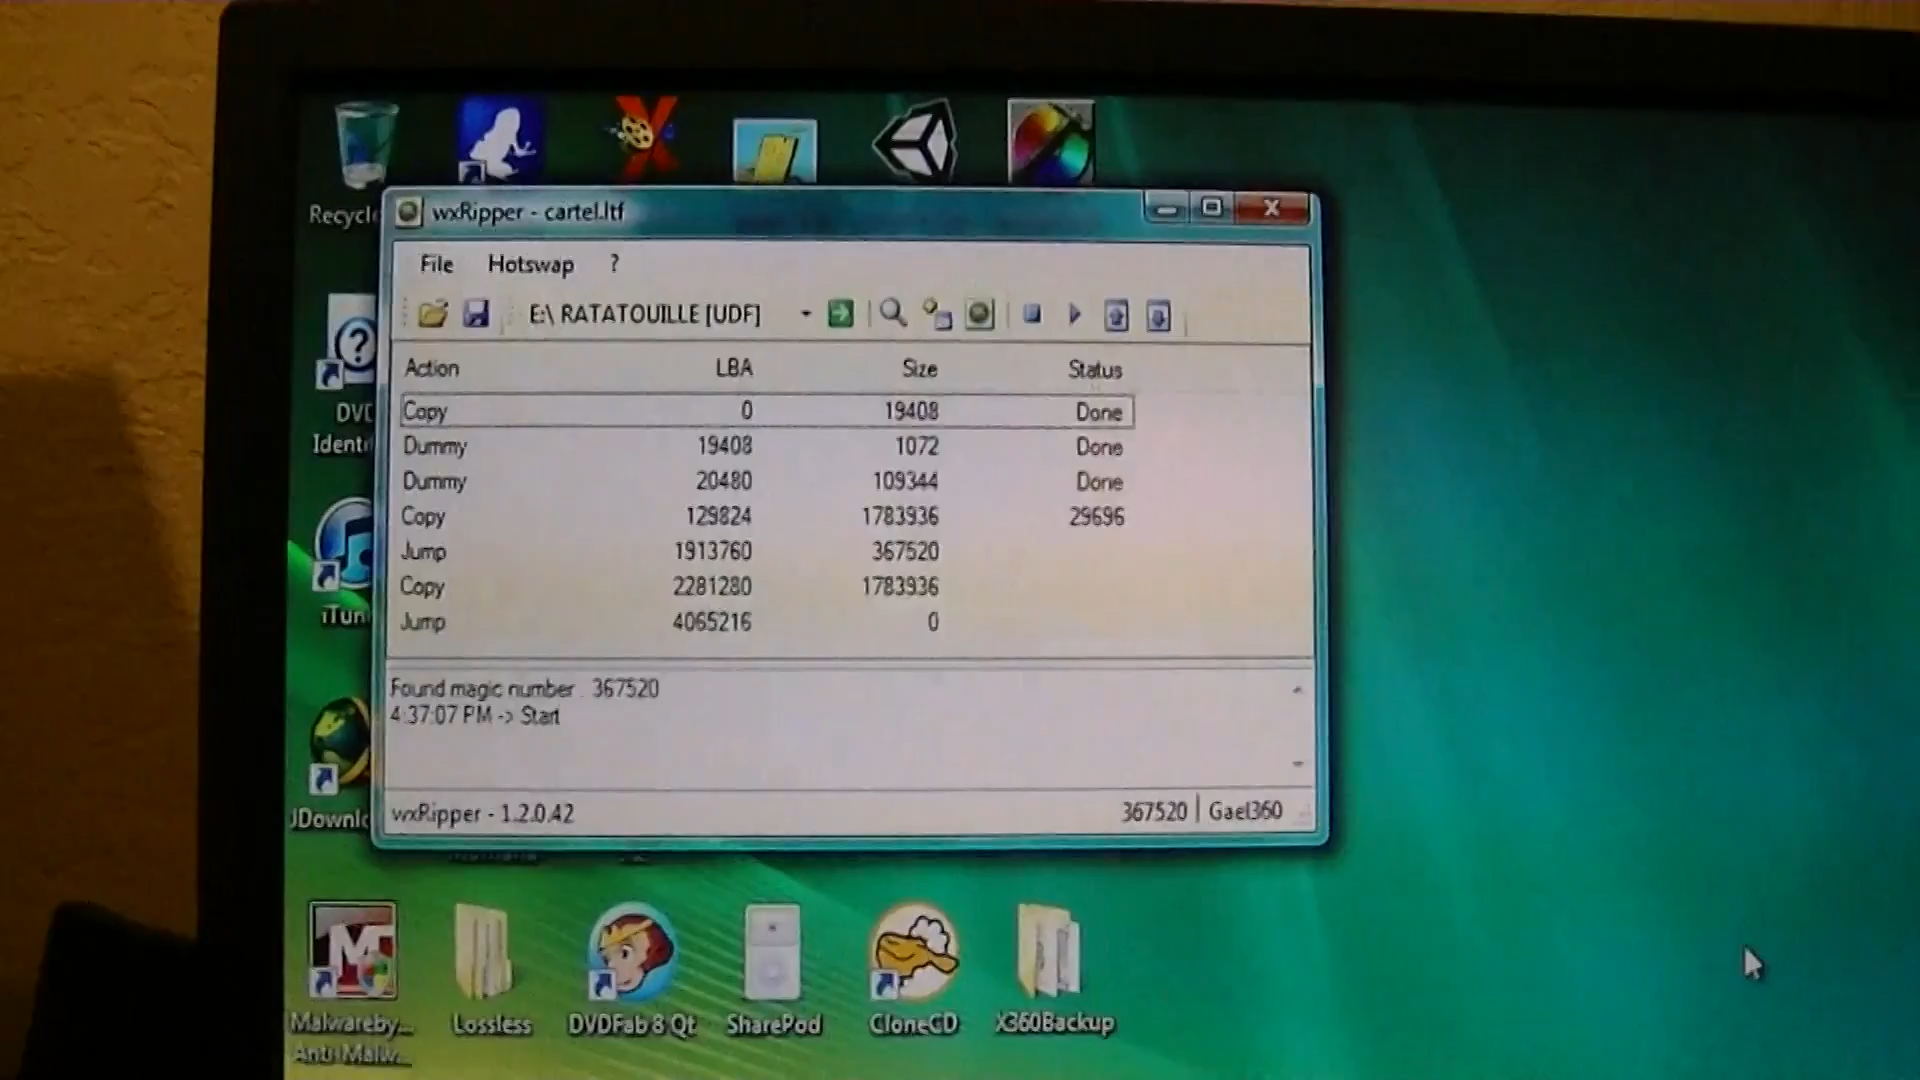 Recycl
wxRipper - cartel.ltf
File Hotswap ?
E:\ RATATOUILLE [UDF]
Action LBA Size Status
Copy 0 19408 Done
Dummy 19408 1072 Done
Dummy 20480 109344 Done
Copy 129824 1783936 29696
Jump 1913760 367520
Copy 2281280 1783936
Jump 4065216 0
Found magic number : 367520
4:37:07 PM -> Start
wxRipper - 1.2.0.42 367520 Gael360
DVD
Identi
iTun
JDownlo
Malwareby...
Anti-Malw...
Lossless
DVDFab 8 Qt
SharePod
CloneCD
X360Backup